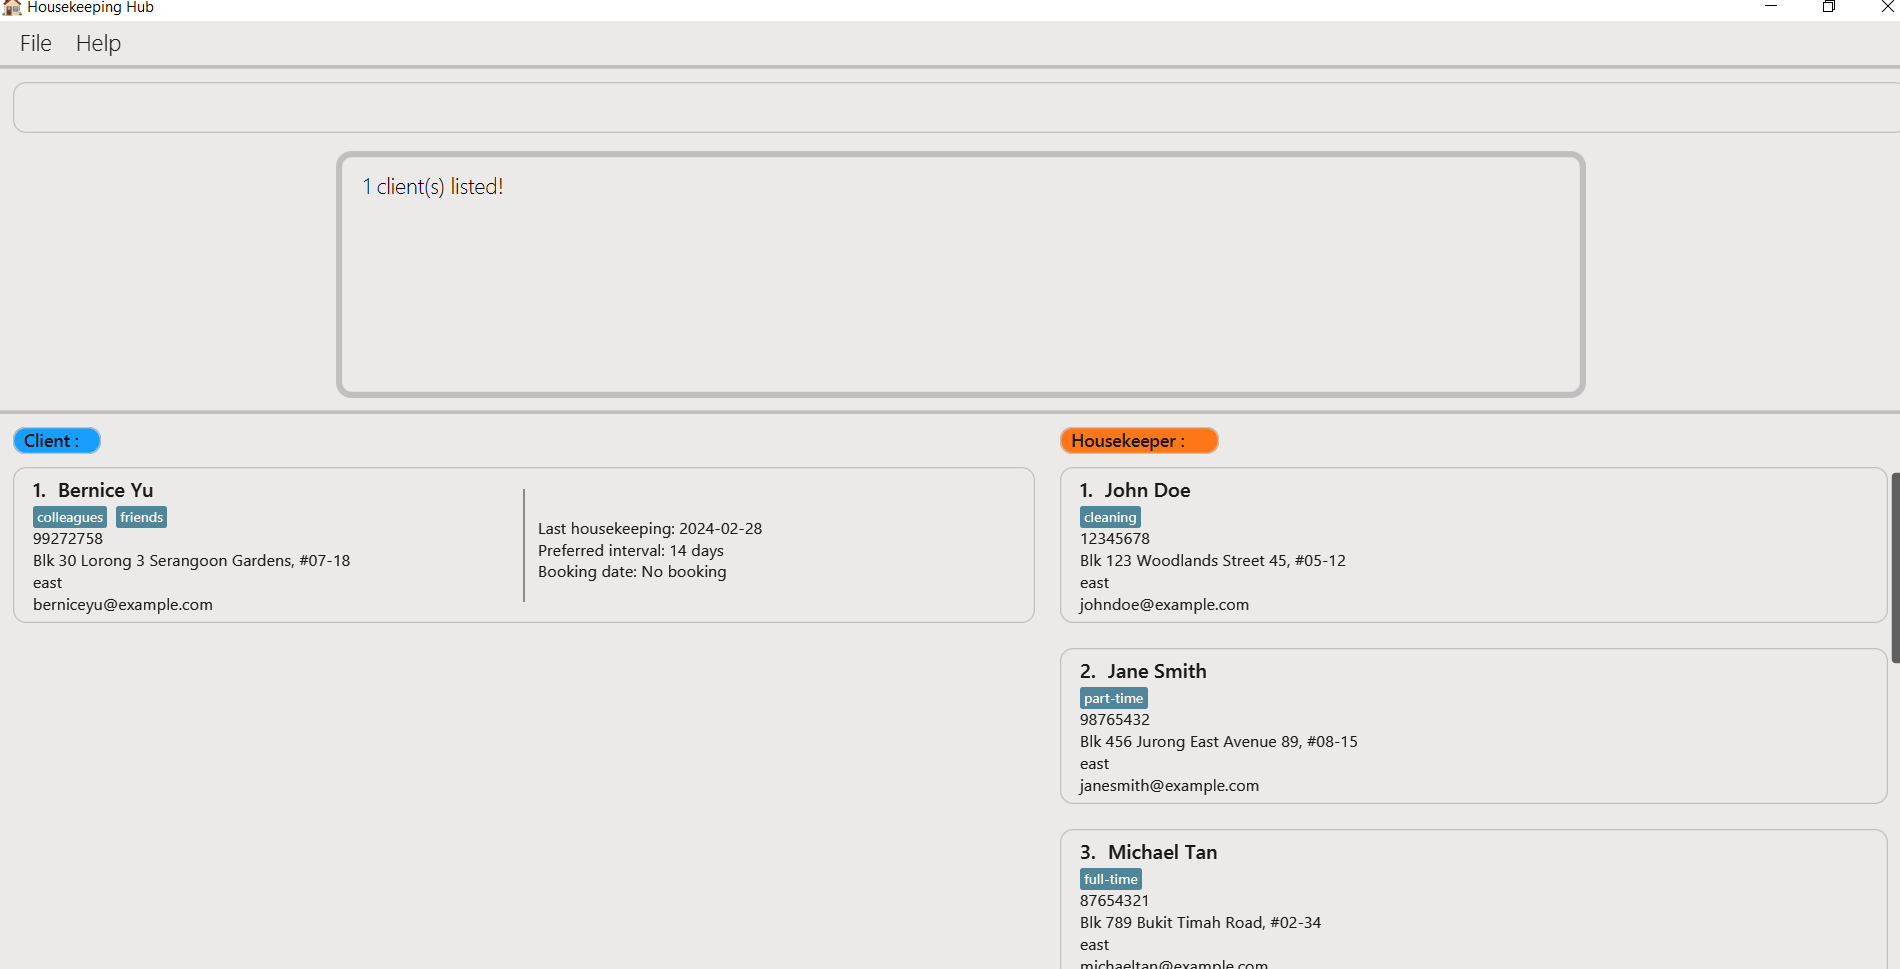 Housekeeping Hub
File Help
1 client(s) listed!
Client :
1. Bernice Yu
colleagues friends
99272758
Blk 30 Lorong 3 Serangoon Gardens, #07-18
east
berniceyu@example.com
Last housekeeping: 2024-02-28
Preferred interval: 14 days
Booking date: No booking
Housekeeper :
1. John Doe
cleaning
12345678
Blk 123 Woodlands Street 45, #05-12
east
johndoe@example.com
2. Jane Smith
part-time
98765432
Blk 456 Jurong East Avenue 89, #08-15
east
janesmith@example.com
3. Michael Tan
full-time
87654321
Blk 789 Bukit Timah Road, #02-34
east
michaeltan@example.com